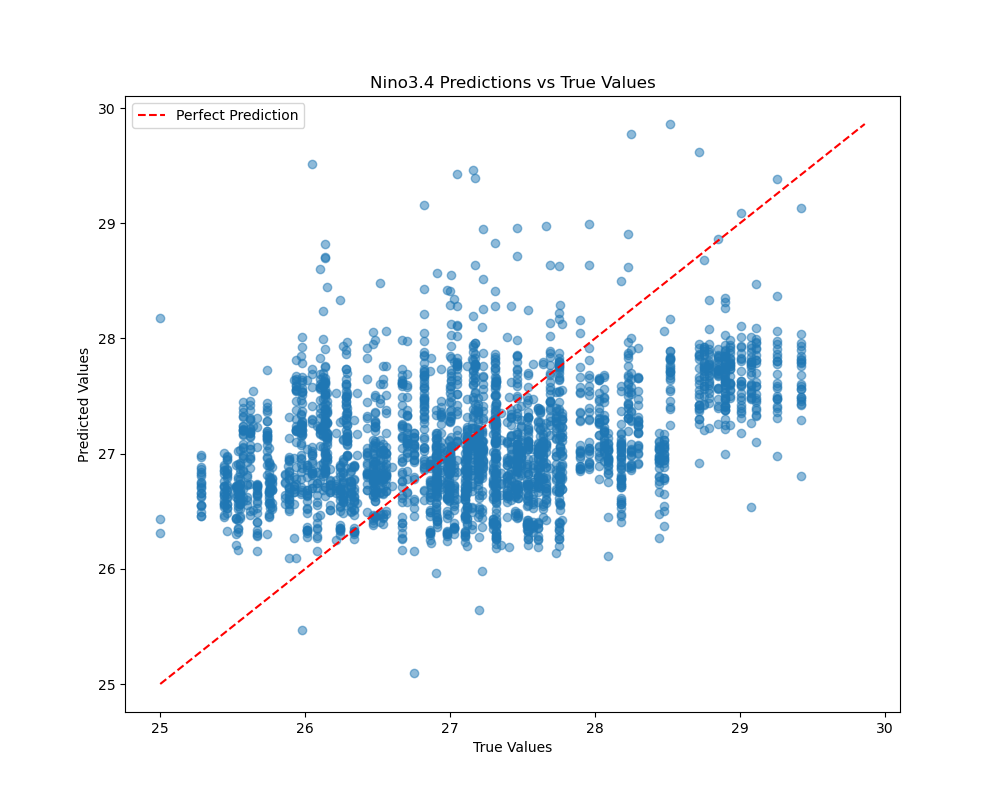 Nino3.4 Predictions vs True Values
Perfect Prediction
30
29
28
27
26
25
Predicted Values
25 26 27 28 29 30
True Values